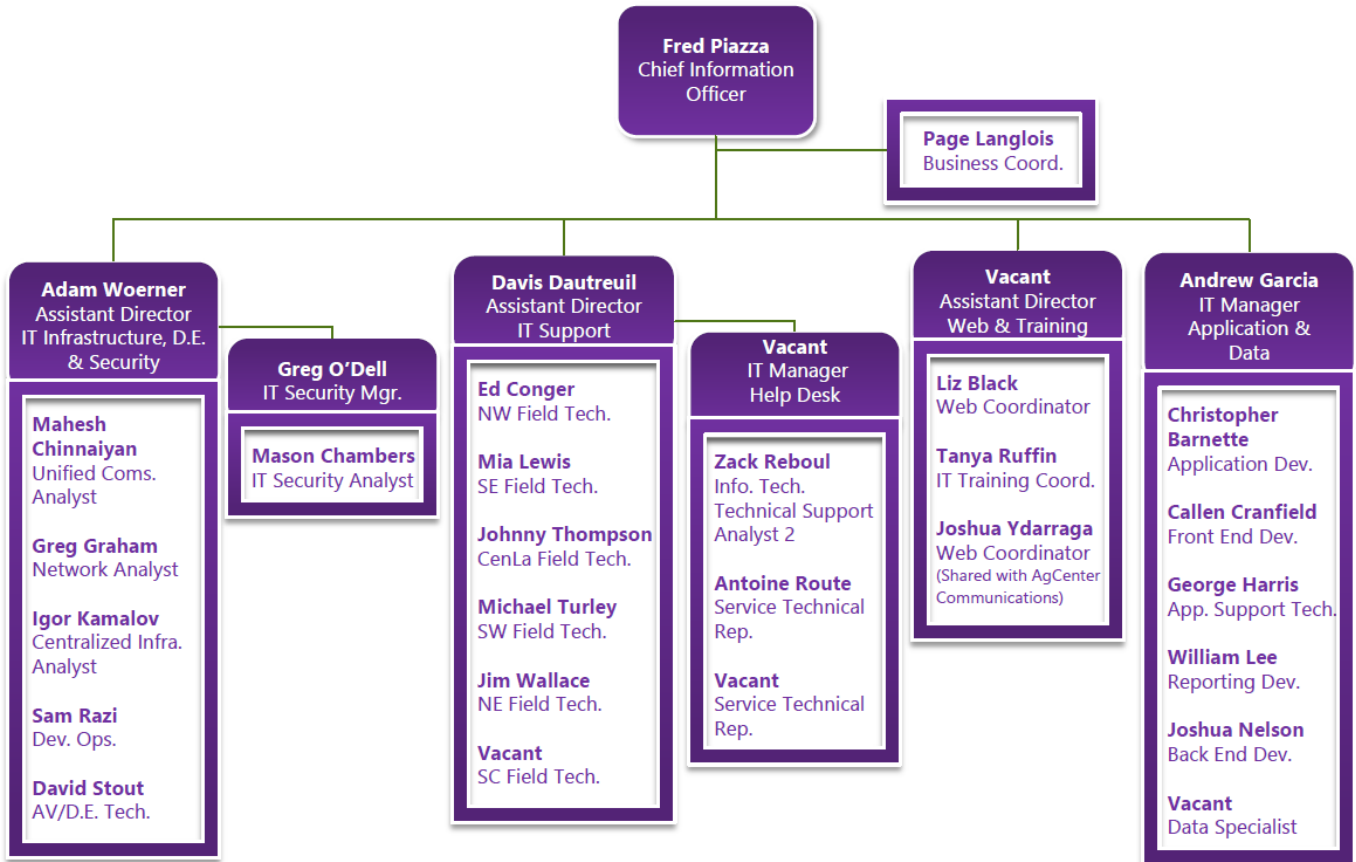 Fred Piazza
Chief Information
Officer
Page Langlois
Business Coord.
Adam Woerner
Assistant Director
IT Infrastructure, D.E.
& Security
Mahesh
Chinnaiyan
Unified Coms.
Analyst
Greg Graham
Network Analyst
Igor Kamalov
Centralized Infra.
Analyst
Sam Razi
Dev. Ops.
David Stout
AV/D.E. Tech.
Greg O’Dell
IT Security Mgr.
Mason Chambers
IT Security Analyst
Davis Dautreuil
Assistant Director
IT Support
Ed Conger
NW Field Tech.
Mia Lewis
SE Field Tech.
Johnny Thompson
CenLa Field Tech.
Michael Turley
SW Field Tech.
Jim Wallace
NE Field Tech.
Vacant
SC Field Tech.
Vacant
IT Manager
Help Desk
Zack Reboul
Info. Tech.
Technical Support
Analyst 2
Antoine Route
Service Technical
Rep.
Vacant
Service Technical
Rep.
Vacant
Assistant Director
Web & Training
Liz Black
Web Coordinator
Tanya Ruffin
IT Training Coord.
Joshua Ydarraga
Web Coordinator
(Shared with AgCenter
Communications)
Andrew Garcia
IT Manager
Application &
Data
Christopher
Barnette
Application Dev.
Callen Cranfield
Front End Dev.
George Harris
App. Support Tech.
William Lee
Reporting Dev.
Joshua Nelson
Back End Dev.
Vacant
Data Specialist